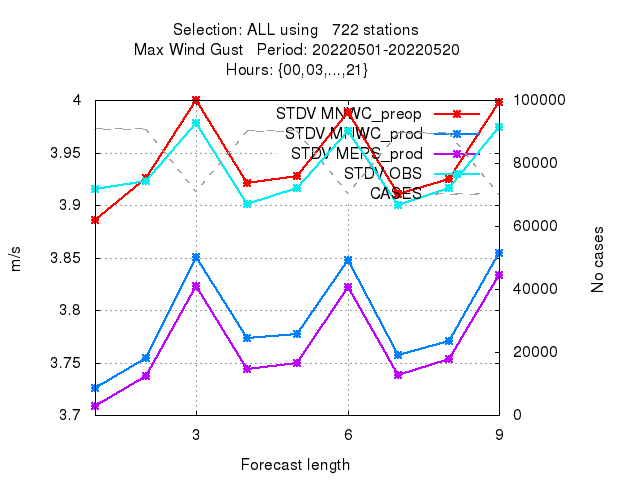 Selection: ALL using 722 stations
Max Wind Gust Period: 20220501-20220520
Hours: {00,03,...,21}
4
3.95
3.9
3.85
3.8
3.75
3.7
m/s
STDV MNWC_preop
STDV MNWC_prod
STDV MEPS_prod
STDV OBS
CASES
100000
80000
60000
40000
20000
0
No cases
3
6
9
Forecast length